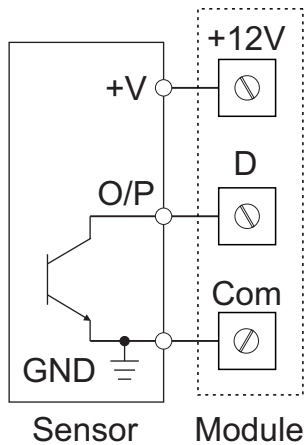 +12V
+V
D
O/P
Com
GND
Sensor
Module